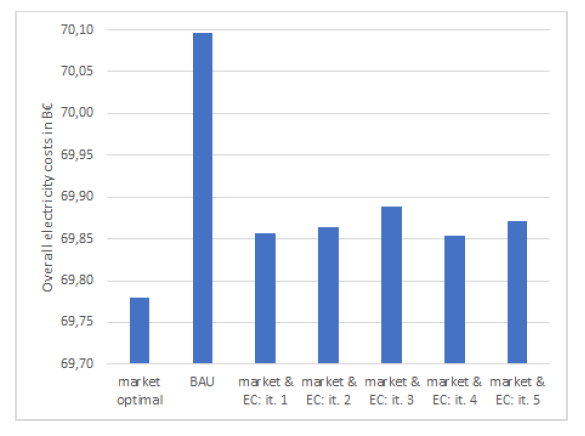 Overall electricity costs in B€
70,10
70,05
70,00
69,95
69,90
69,85
69,80
69,75
69,70
market optimal
BAU
market & EC: it. 1
market & EC: it. 2
market & EC: it. 3
market & EC: it. 4
market & EC: it. 5